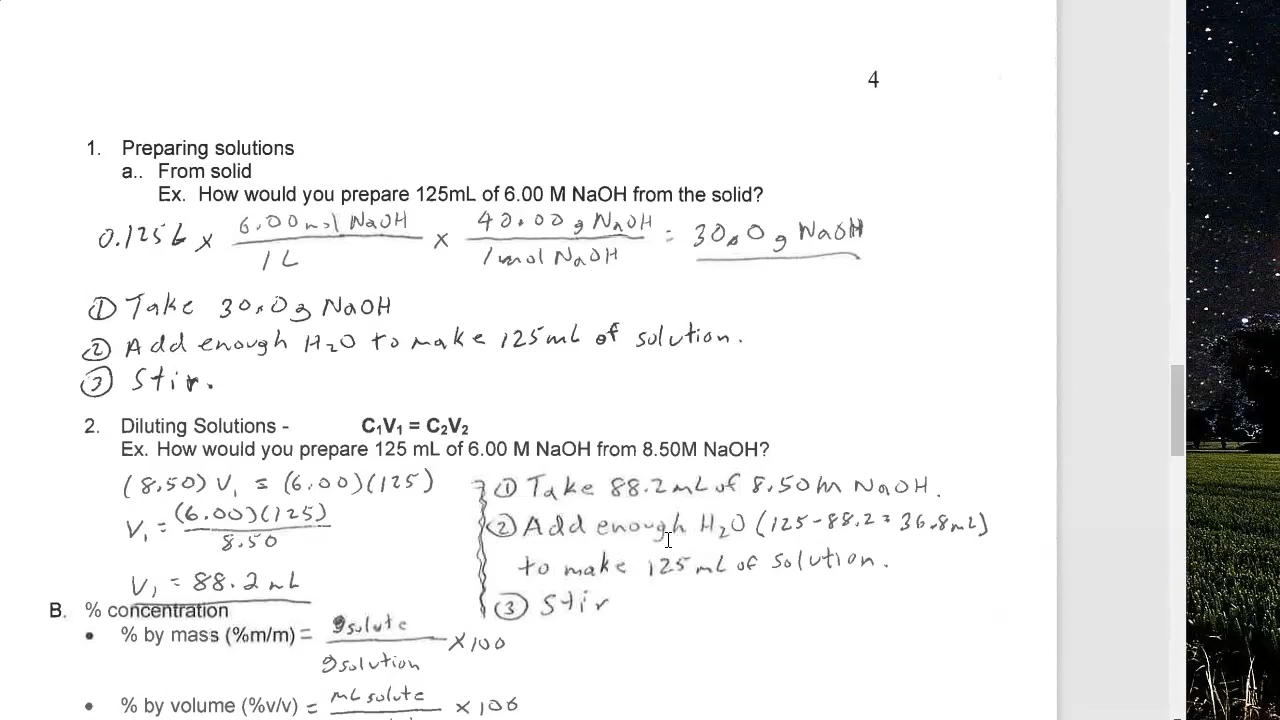 4
1. Preparing solutions
a.. From solid
Ex. How would you prepare 125mL of 6.00 M NaOH from the solid?
0.125L x 6.00 mol NaOH / 1L x 40.00 g NaOH / 1 mol NaOH = 30.0 g NaOH
① Take 30.0g NaOH
② Add enough H₂O to make 125mL of solution.
③ Stir.
2. Diluting Solutions - C₁V₁ = C₂V₂
Ex. How would you prepare 125 mL of 6.00 M NaOH from 8.50M NaOH?
(8.50) V₁ = (6.00)(125)
V₁ = (6.00)(125) / 8.50
V₁ = 88.2 mL
① Take 88.2mL of 8.50M NaOH.
② Add enough H₂O (125-88.2=36.8mL)
to make 125mL of solution.
③ Stir
B. % concentration
• % by mass (%m/m) = g solute / g solution x 100
• % by volume (%v/v) = mL solute x 100